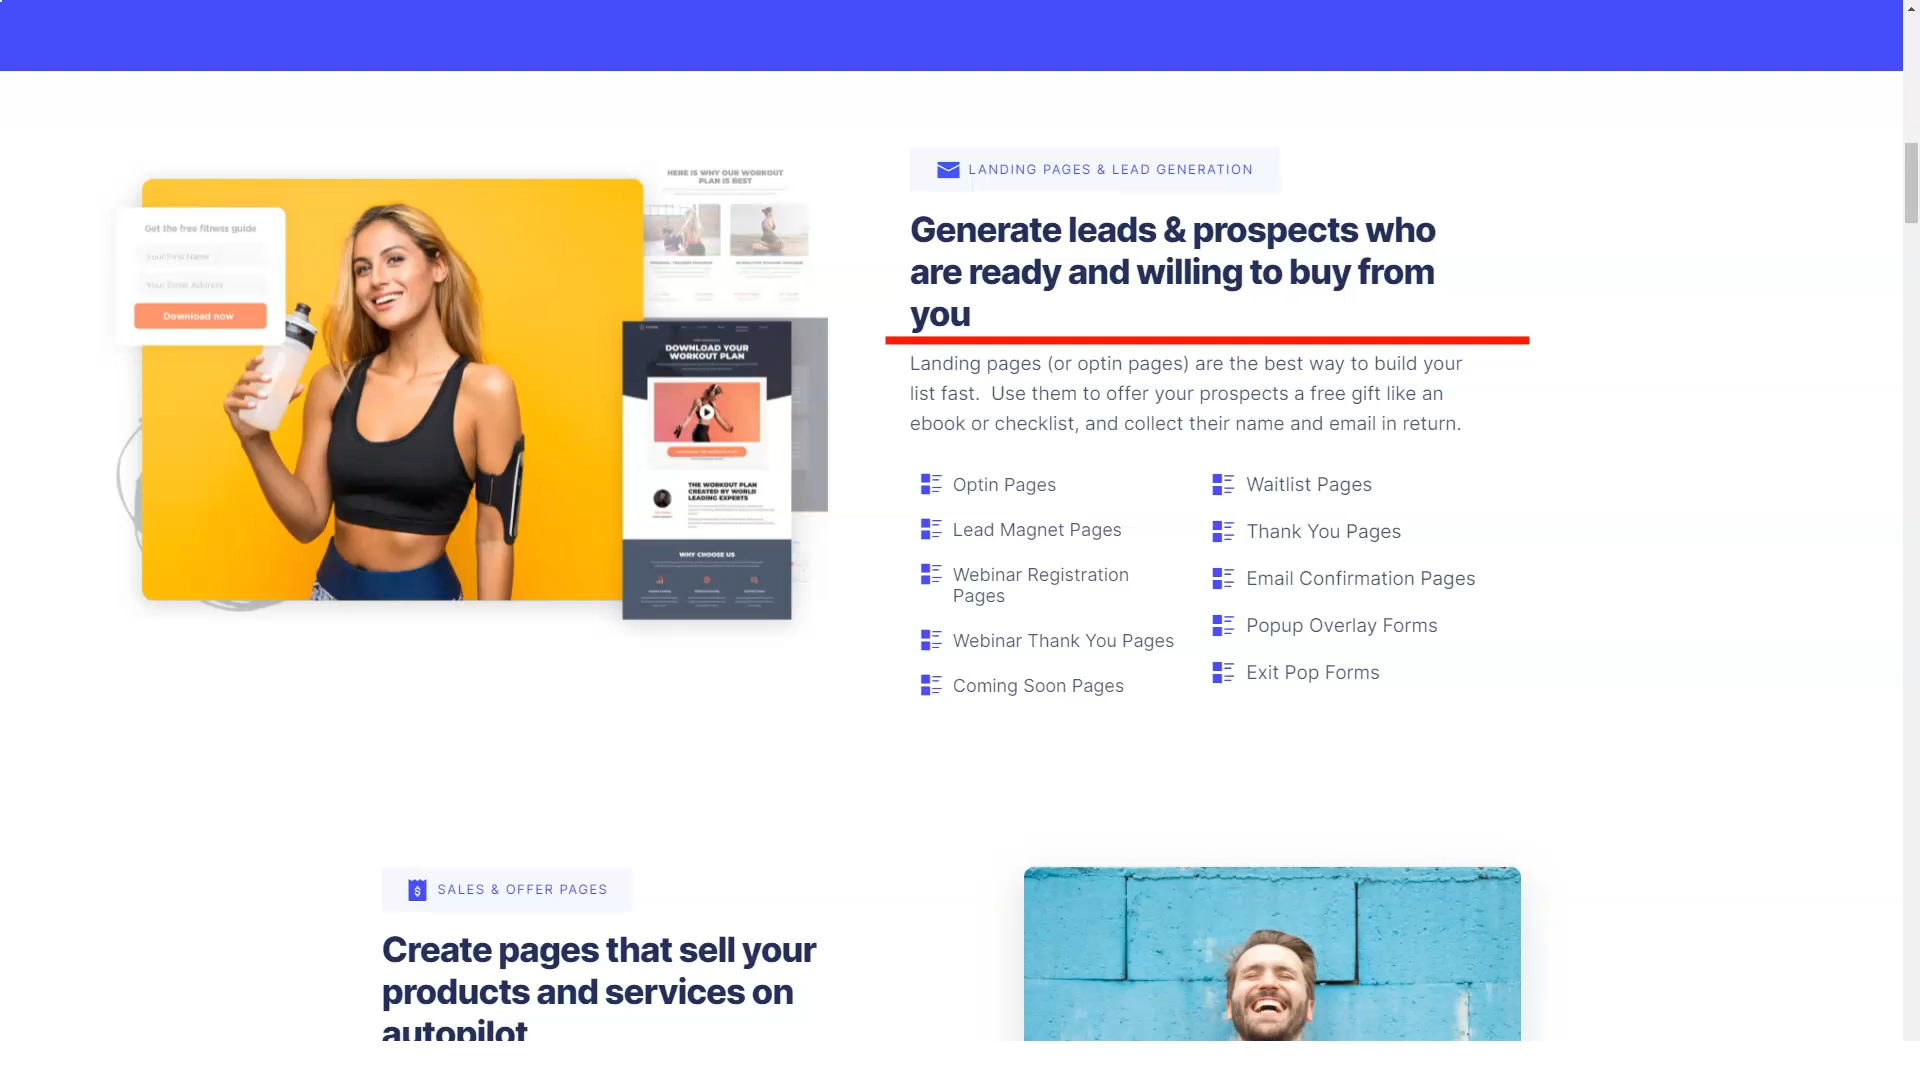 HERE IS WHY OUR WORKOUT
PLAN IS BEST
Get the free fitness guide
Your First Name
Your Email Address
Download now
DOWNLOAD YOUR
WORKOUT PLAN
THE WORKOUT PLAN
CREATED BY WORLD
LEADING EXPERTS
WHY CHOOSE US
LANDING PAGES & LEAD GENERATION
Generate leads & prospects who
are ready and willing to buy from
you
Landing pages (or optin pages) are the best way to build your
list fast.  Use them to offer your prospects a free gift like an
ebook or checklist, and collect their name and email in return.
Optin Pages
Lead Magnet Pages
Webinar Registration
Pages
Webinar Thank You Pages
Coming Soon Pages
Waitlist Pages
Thank You Pages
Email Confirmation Pages
Popup Overlay Forms
Exit Pop Forms
SALES & OFFER PAGES
Create pages that sell your
products and services on
autopilot